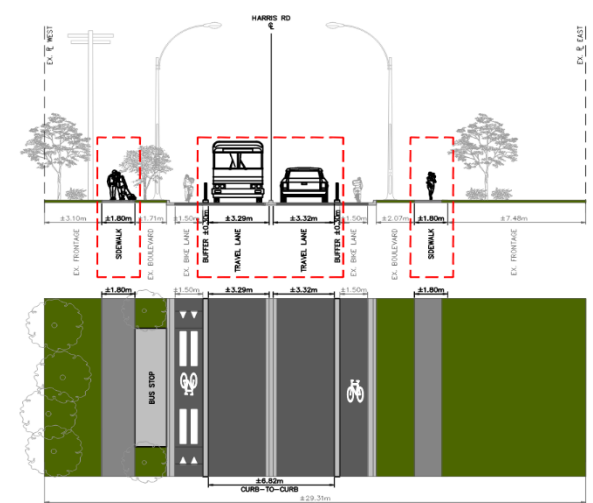 HARRIS RD
℄
EX. ℄ WEST
EX. ℄ EAST
±3.10m
±1.80m
±1.71m
±1.50m
BUFFER ±0.30m
±3.29m
±3.32m
BUFFER ±0.30m
±1.50m
±2.07m
±1.80m
±7.48m
EX. FRONTAGE
SIDEWALK
EX. BOULEVARD
EX. BIKE LANE
TRAVEL LANE
TRAVEL LANE
EX. BIKE LANE
EX. BOULEVARD
SIDEWALK
EX. FRONTAGE
±1.80m
±1.50m
±3.29m
±3.32m
±1.50m
±1.80m
BUS STOP
±6.82m
CURB-TO-CURB
±29.31m